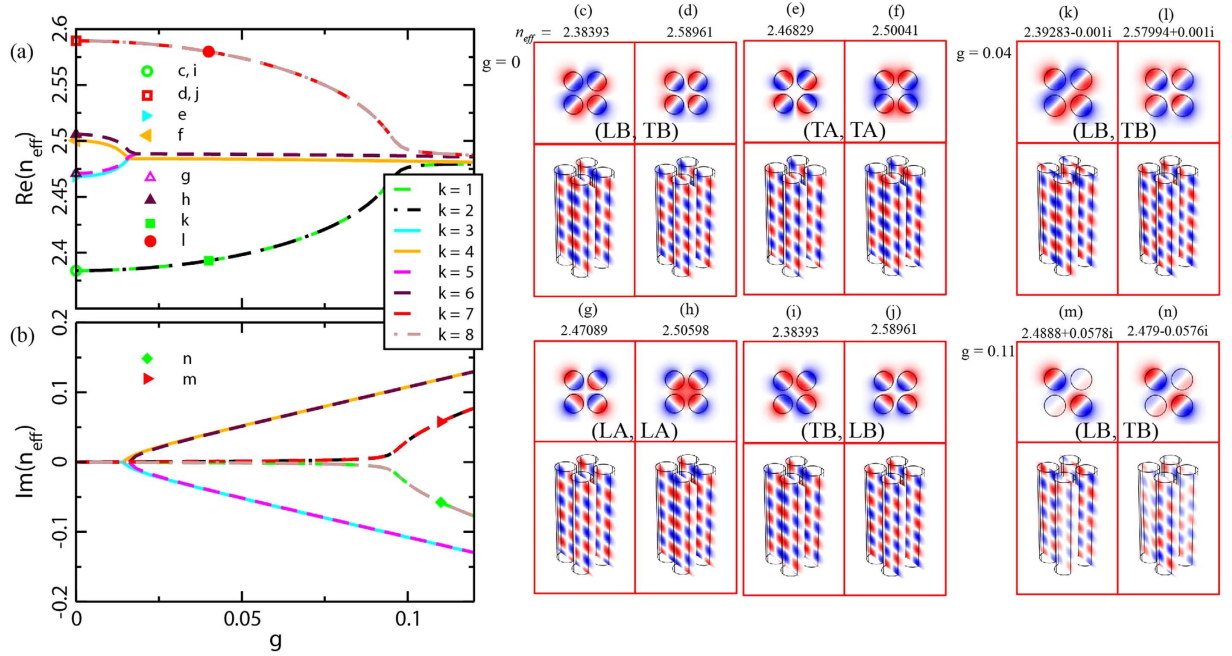 (a)
Re(n_eff)
2.6
2.55
2.5
2.45
2.4
c, i
d, j
e
f
g
h
k
l
k = 1
k = 2
k = 3
k = 4
k = 5
k = 6
k = 7
k = 8
(b)
Im(n_eff)
0.2
0.1
0
-0.1
-0.2
n
m
0 0.05 0.1
g
(c) (d) (e) (f)
n_eff = 2.38393 2.58961 2.46829 2.50041
g = 0
(LB, TB) (TA, TA)
(g) (h) (i) (j)
2.47089 2.50598 2.38393 2.58961
(LA, LA) (TB, LB)
(k) (l)
2.39283-0.001i 2.57994+0.001i
g = 0.04
(LB, TB)
(m) (n)
2.4888+0.0578i 2.479-0.0576i
g = 0.11
(LB, TB)